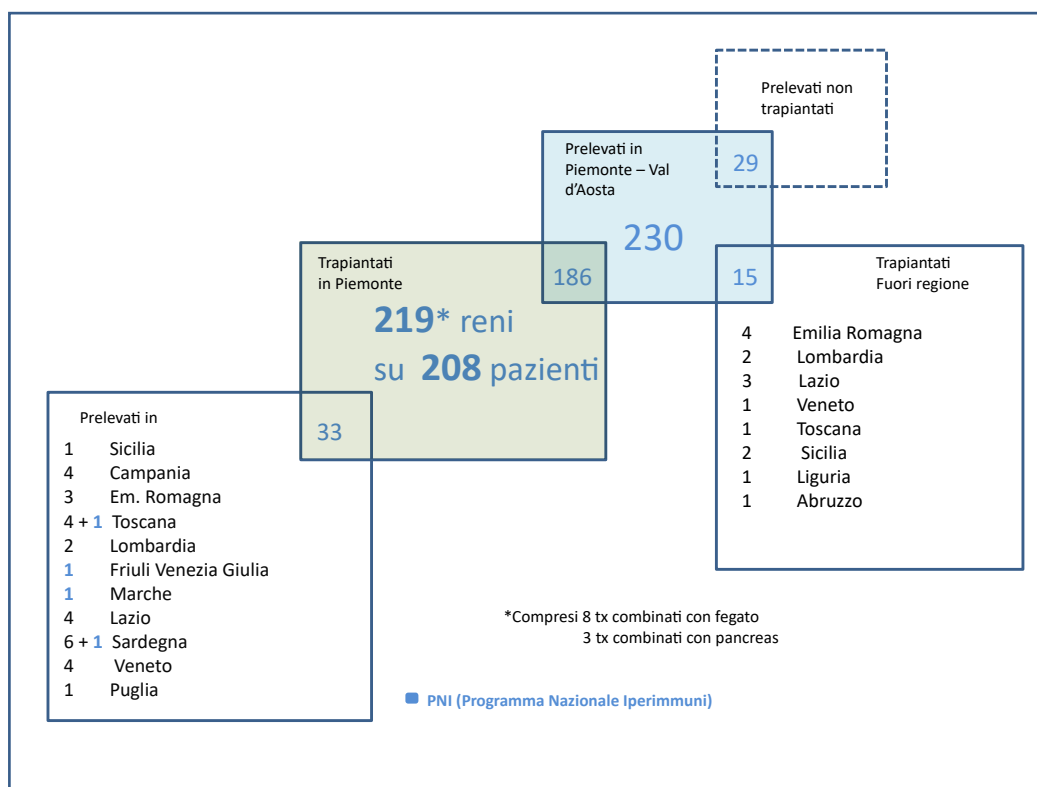 Prelevati non
trapiantati
Prelevati in
Piemonte – Val
d'Aosta
29
230
Trapiantati
in Piemonte
186
15
Trapiantati
Fuori regione
219* reni
su 208 pazienti
4 Emilia Romagna
2 Lombardia
3 Lazio
1 Veneto
1 Toscana
2 Sicilia
1 Liguria
1 Abruzzo
Prelevati in
33
1 Sicilia
4 Campania
3 Em. Romagna
4 + 1 Toscana
2 Lombardia
1 Friuli Venezia Giulia
1 Marche
4 Lazio
6 + 1 Sardegna
4 Veneto
1 Puglia
*Compresi 8 tx combinati con fegato
3 tx combinati con pancreas
PNI (Programma Nazionale Iperimmuni)